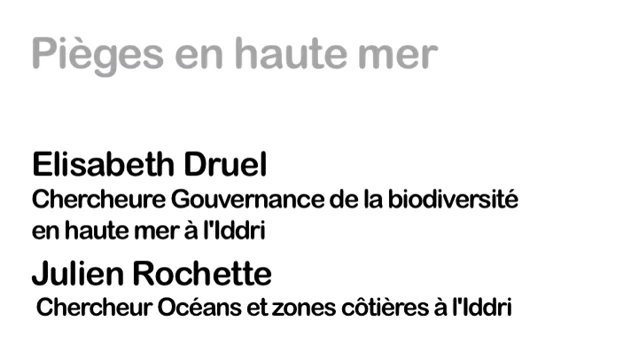 Pièges en haute mer
Elisabeth Druel
Chercheure Gouvernance de la biodiversité
en haute mer à l'Iddri
Julien Rochette
Chercheur Océans et zones côtières à l'Iddri